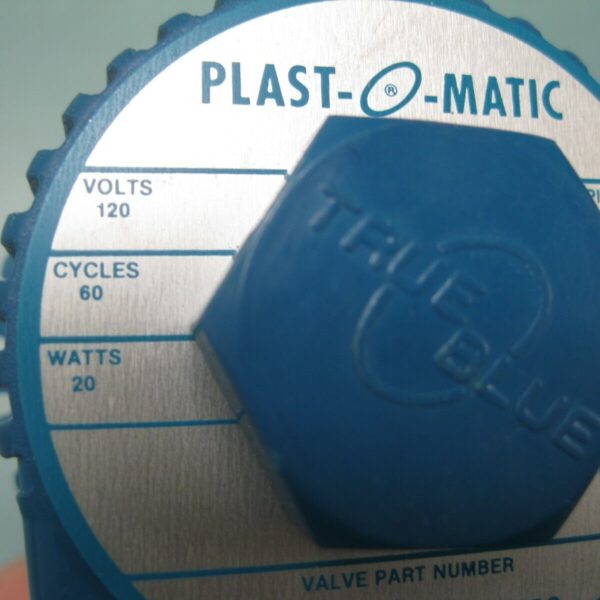 PLAST-O®-MATIC
VOLTS
120
CYCLES
60
WATTS
20
TRUE
BLUE
VALVE PART NUMBER